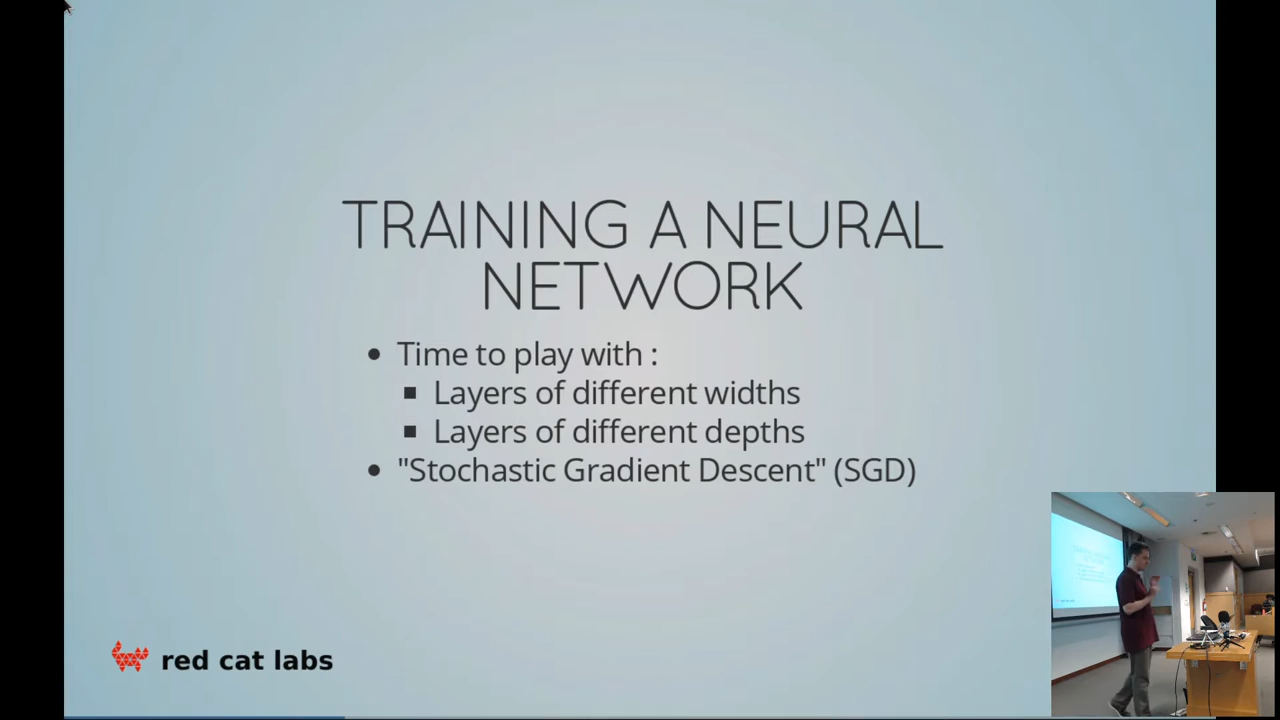 TRAINING A NEURAL
NETWORK
Time to play with :
Layers of different widths
Layers of different depths
"Stochastic Gradient Descent" (SGD)
red cat labs